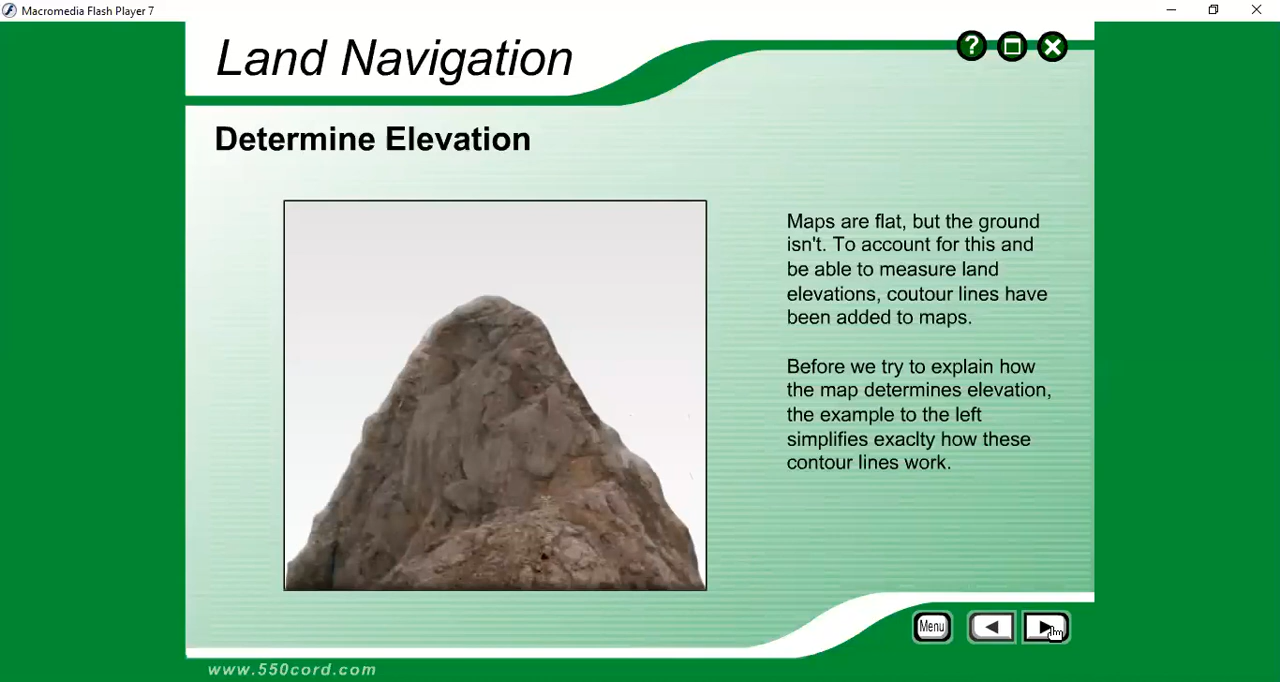 Macromedia Flash Player 7
Land Navigation
?
Determine Elevation
Maps are flat, but the ground
isn't. To account for this and
be able to measure land
elevations, coutour lines have
been added to maps.
Before we try to explain how
the map determines elevation,
the example to the left
simplifies exaclty how these
contour lines work.
Menu
www.550cord.com